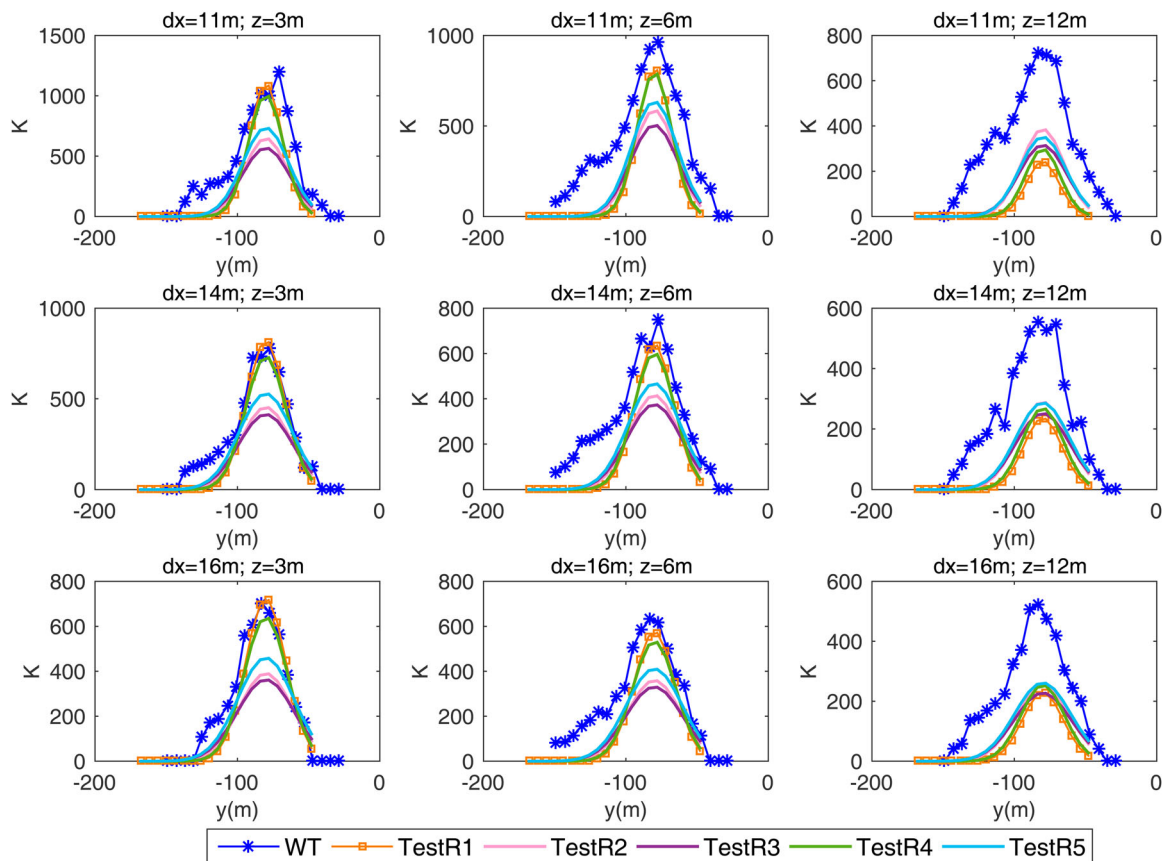 dx=11m; z=3m
dx=11m; z=6m
dx=11m; z=12m
1500
1000
500
0
K
-200
-100
0
y(m)
1000
500
0
K
-200
-100
0
y(m)
800
600
400
200
0
K
-200
-100
0
y(m)
dx=14m; z=3m
dx=14m; z=6m
dx=14m; z=12m
1000
500
0
K
-200
-100
0
y(m)
800
600
400
200
0
K
-200
-100
0
y(m)
600
400
200
0
K
-200
-100
0
y(m)
dx=16m; z=3m
dx=16m; z=6m
dx=16m; z=12m
800
600
400
200
0
K
-200
-100
0
y(m)
800
600
400
200
0
K
-200
-100
0
y(m)
600
400
200
0
K
-200
-100
0
y(m)
WT TestR1 TestR2 TestR3 TestR4 TestR5